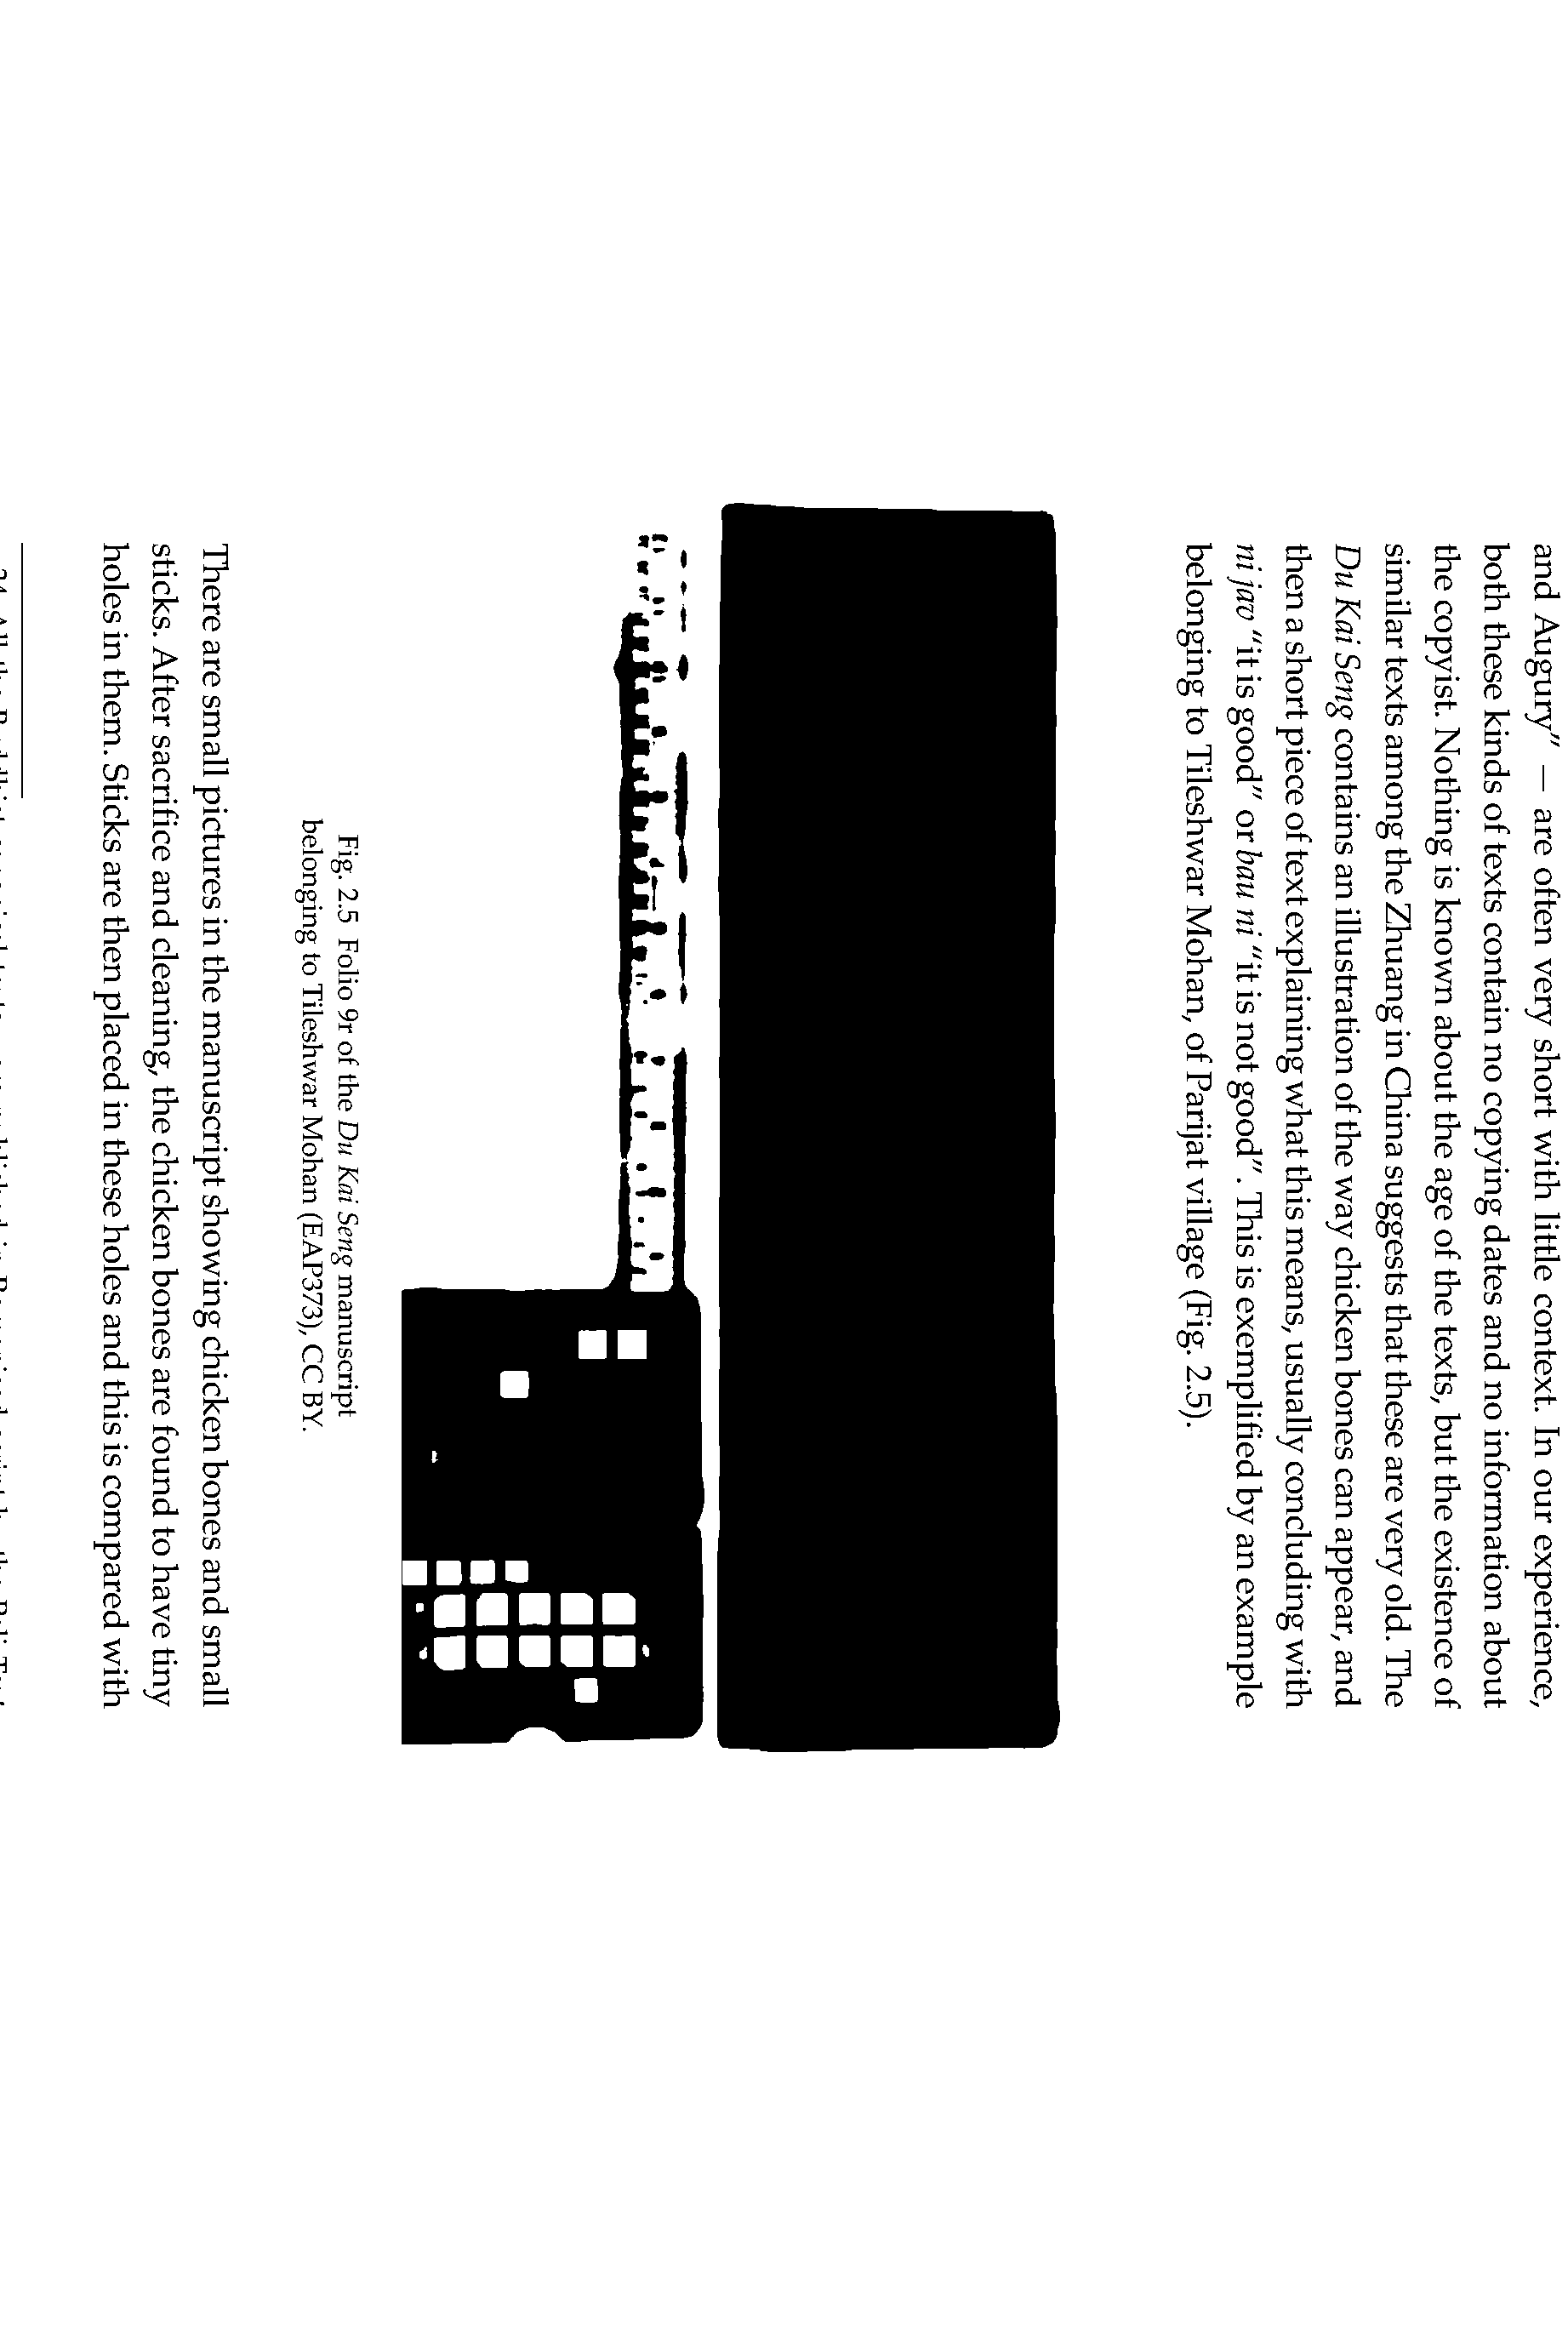 and Augury” — are often very short with little context. In our experience,
both these kinds of texts contain no copying dates and no information about
the copyist. Nothing is known about the age of the texts, but the existence of
similar texts among the Zhuang in China suggests that these are very old. The
Du Kai Seng contains an illustration of the way chicken bones can appear, and
then a short piece of text explaining what this means, usually concluding with
ni jav “it is good” or bau ni “it is not good”. This is exemplified by an example
belonging to Tileshwar Mohan, of Parijat village (Fig. 2.5).
Fig. 2.5 Folio 9r of the Du Kai Seng manuscript
belonging to Tileshwar Mohan (EAP373), CC BY.
There are small pictures in the manuscript showing chicken bones and small
sticks. After sacrifice and cleaning, the chicken bones are found to have tiny
holes in them. Sticks are then placed in these holes and this is compared with